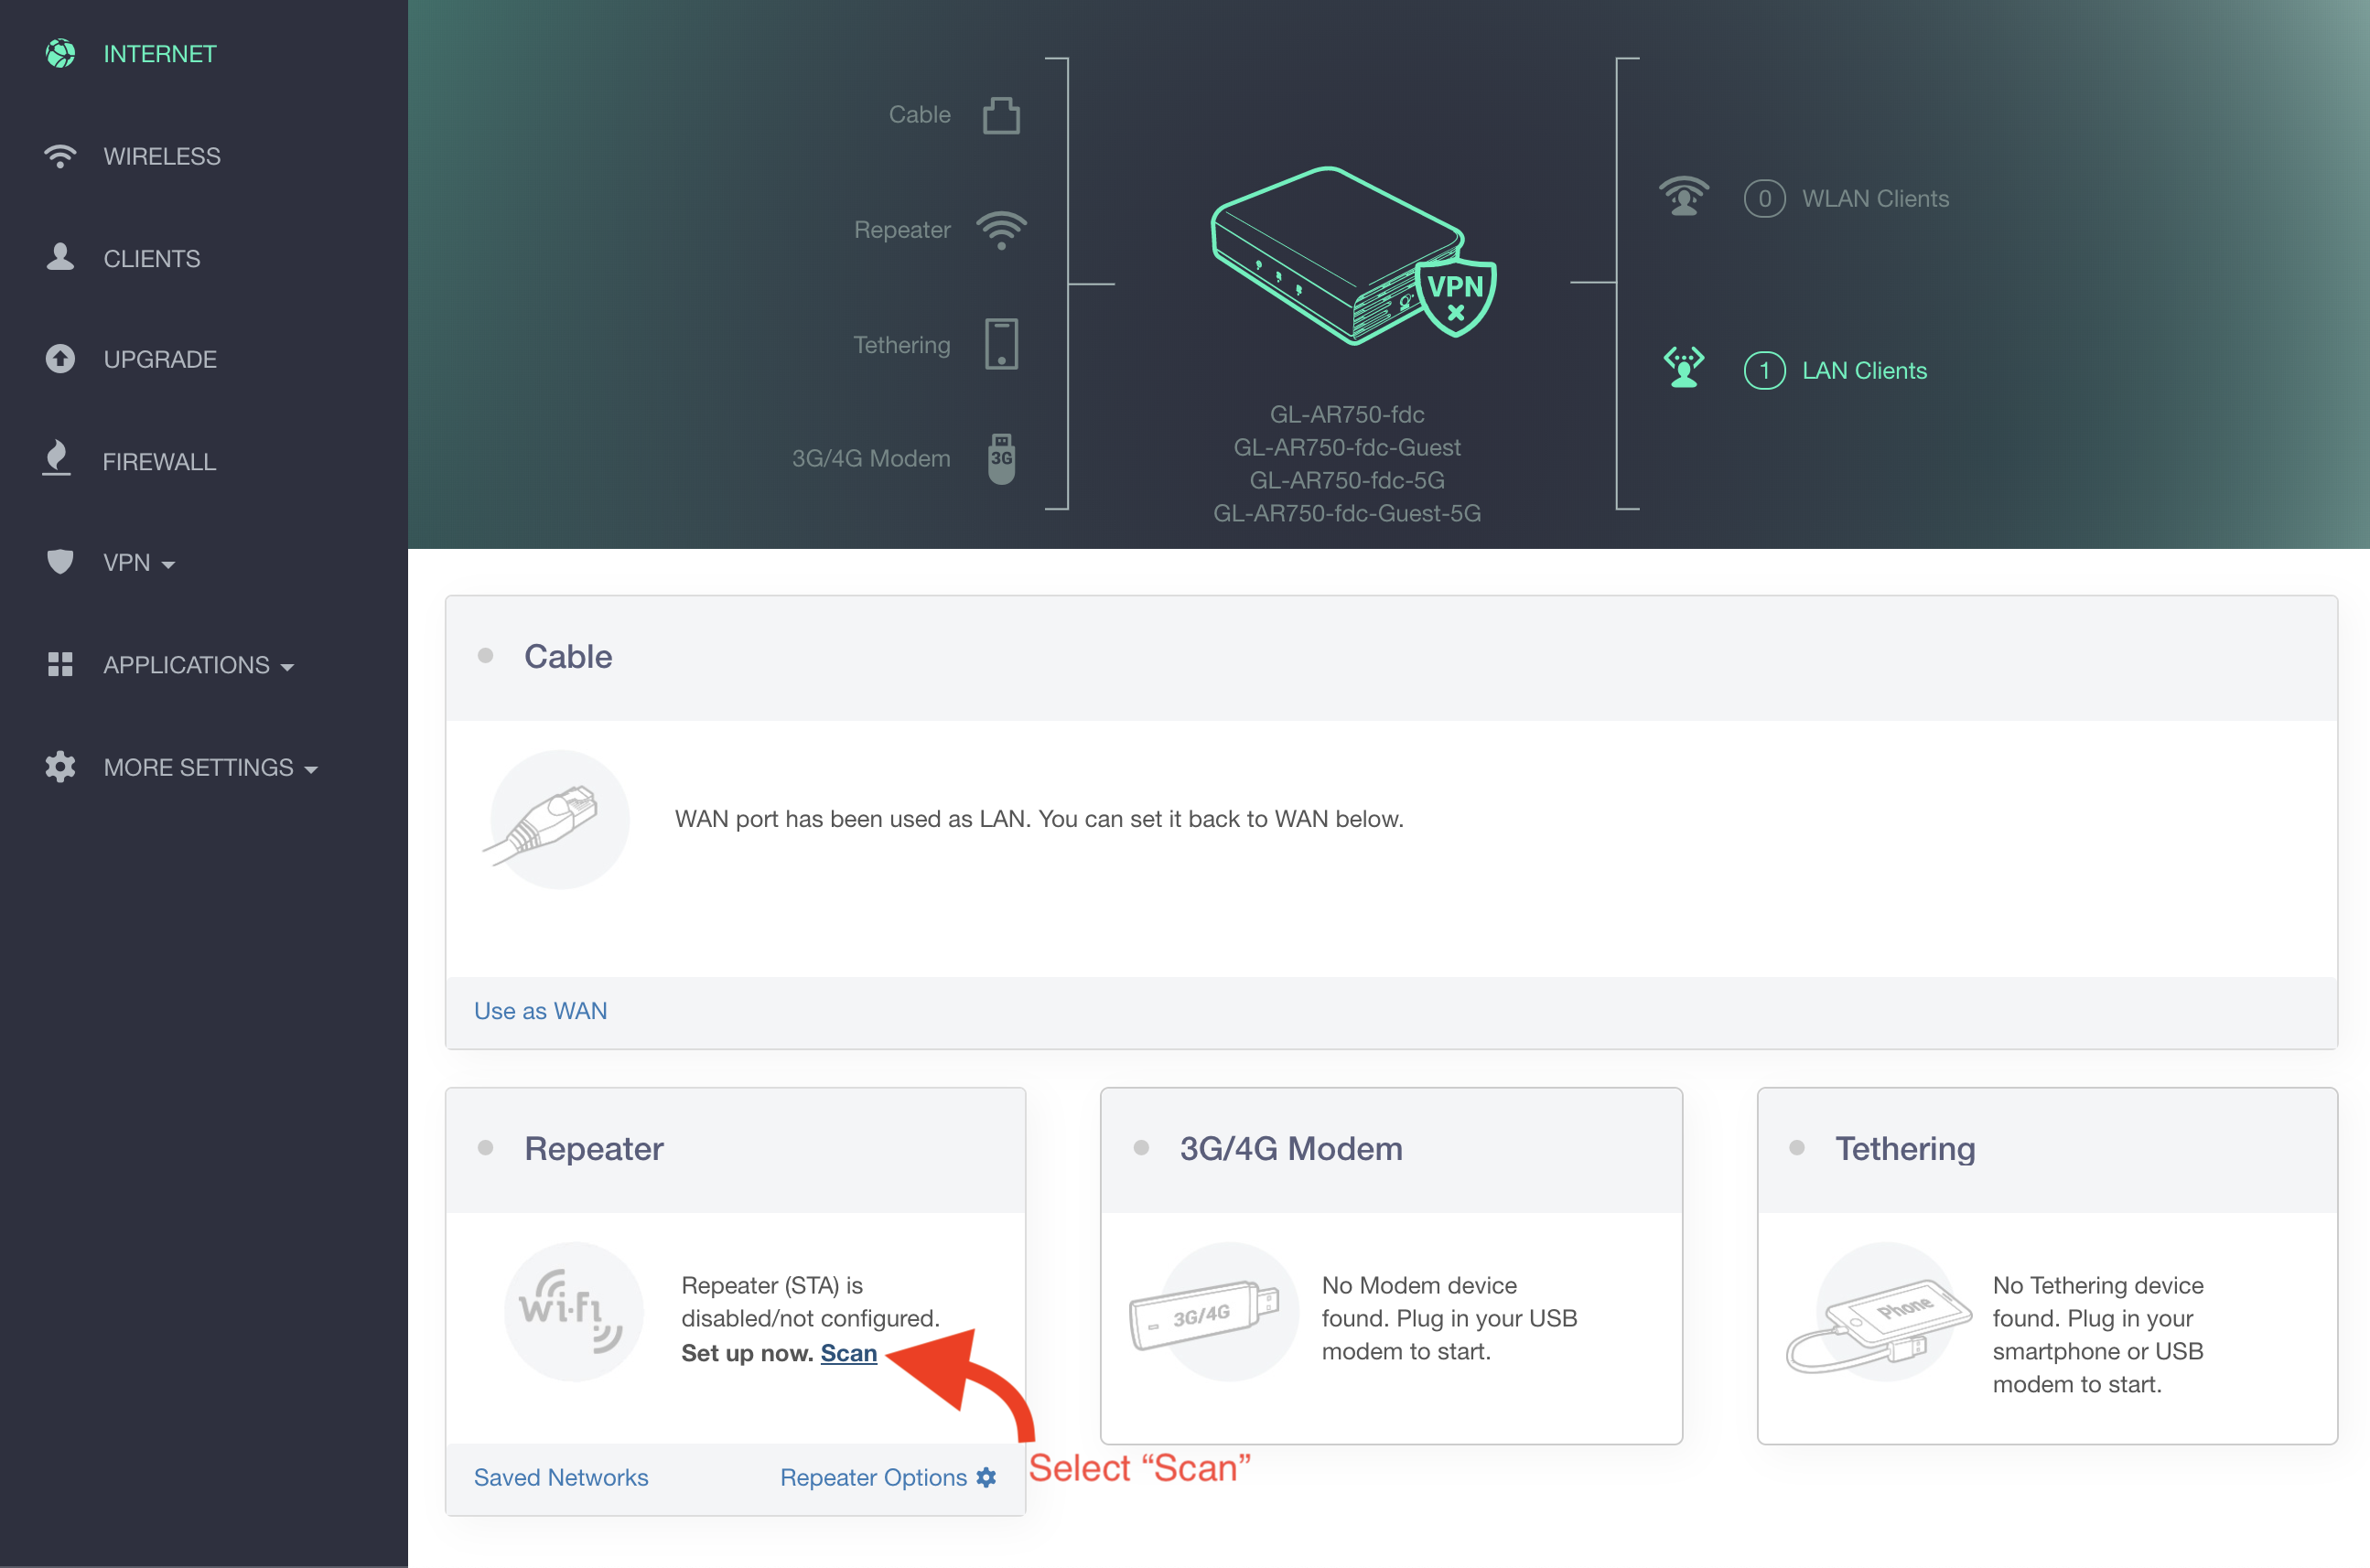 INTERNET
WIRELESS
CLIENTS
UPGRADE
FIREWALL
VPN
APPLICATIONS
MORE SETTINGS
Cable
Repeater
Tethering
3G/4G Modem
3G
VPN
GL-AR750-fdc
GL-AR750-fdc-Guest
GL-AR750-fdc-5G
GL-AR750-fdc-Guest-5G
0 WLAN Clients
1 LAN Clients
Cable
WAN port has been used as LAN. You can set it back to WAN below.
Use as WAN
Repeater
Wi-Fi
Repeater (STA) is
disabled/not configured.
Set up now. Scan
Saved Networks
Repeater Options
Select “Scan”
3G/4G Modem
3G/4G
No Modem device
found. Plug in your USB
modem to start.
Tethering
Phone
No Tethering device
found. Plug in your
smartphone or USB
modem to start.